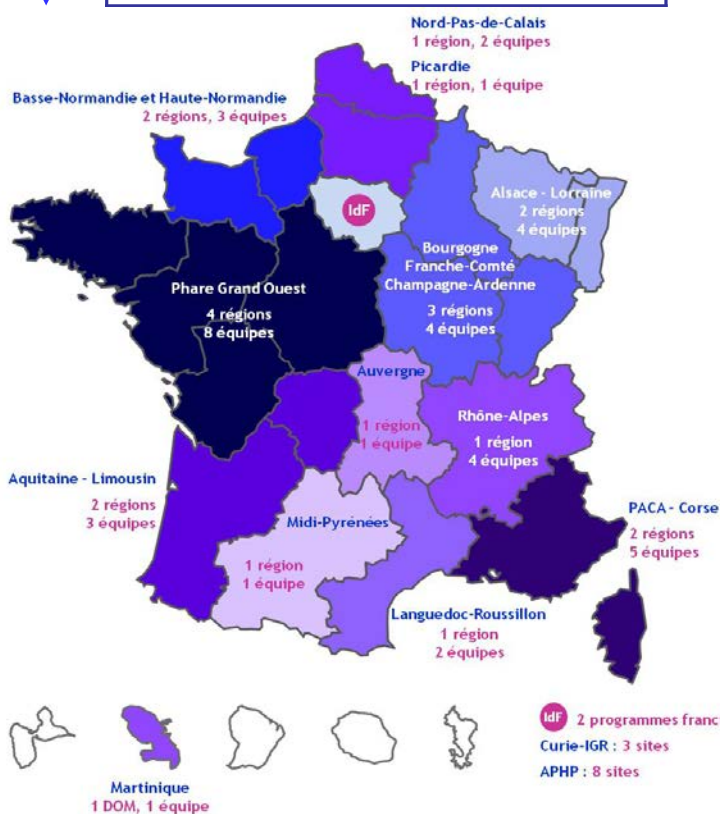 Nord-Pas-de-Calais
1 région, 2 équipes
Picardie
1 région, 1 équipe
Basse-Normandie et Haute-Normandie
2 régions, 3 équipes
IdF
Alsace - Lorraine
2 régions
4 équipes
Bourgogne
Franche-Comté
Champagne-Ardenne
3 régions
4 équipes
Phare Grand Ouest
4 régions
8 équipes
Auvergne
1 région
1 équipe
Rhône-Alpes
1 région
4 équipes
Aquitaine - Limousin
2 régions
3 équipes
Midi-Pyrénées
1 région
1 équipe
PACA - Corse
2 régions
5 équipes
Languedoc-Roussillon
1 région
2 équipes
Martinique
1 DOM, 1 équipe
IdF 2 programmes franc
Curie-IGR : 3 sites
APHP : 8 sites